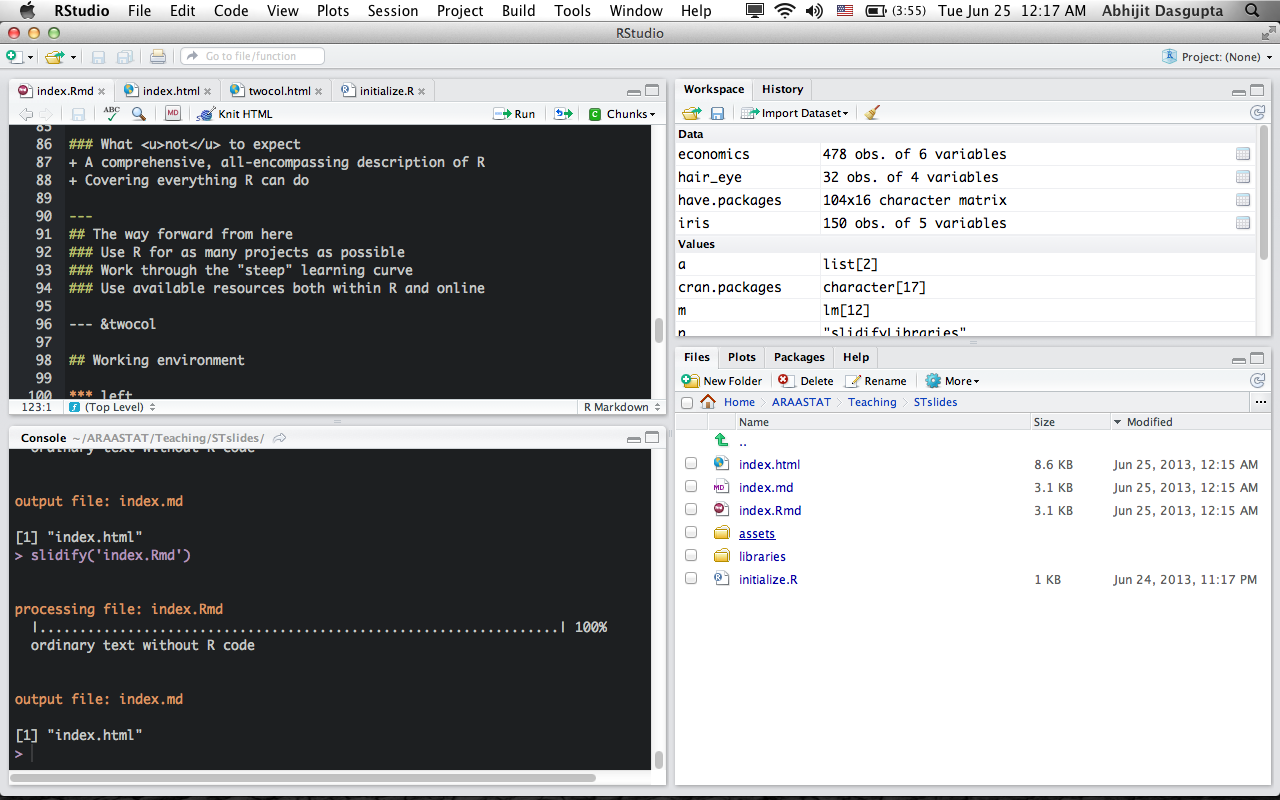 RStudio File Edit Code View Plots Session Project Build Tools Window Help (3:55) Tue Jun 25 12:17 AM Abhijit Dasgupta
RStudio
Go to file/function
Project: (None)
index.Rmd index.html twocol.html initialize.R
ABC MD Knit HTML Run Chunks
85
86 ### What <u>not</u> to expect
87 + A comprehensive, all-encompassing description of R
88 + Covering everything R can do
89
90 ---
91 ## The way forward from here
92 ### Use R for as many projects as possible
93 ### Work through the "steep" learning curve
94 ### Use available resources both within R and online
95
96 --- &twocol
97
98 ## Working environment
99
100 *** left
123:1 (Top Level) R Markdown
Console ~/ARAASTAT/Teaching/STslides/
ordinary text without R code
output file: index.md
[1] "index.html"
> slidify('index.Rmd')
processing file: index.Rmd
|.................................................................| 100%
ordinary text without R code
output file: index.md
[1] "index.html"
>
Workspace History
Import Dataset
Data
economics 478 obs. of 6 variables
hair_eye 32 obs. of 4 variables
have.packages 104x16 character matrix
iris 150 obs. of 5 variables
Values
a list[2]
cran.packages character[17]
m lm[12]
"slidifyLibraries"
Files Plots Packages Help
New Folder Delete Rename More
Home ARAASTAT Teaching STslides ...
Name Size Modified
..
index.html 8.6 KB Jun 25, 2013, 12:15 AM
MD index.md 3.1 KB Jun 25, 2013, 12:15 AM
index.Rmd 3.1 KB Jun 25, 2013, 12:15 AM
assets
libraries
initialize.R 1 KB Jun 24, 2013, 11:17 PM